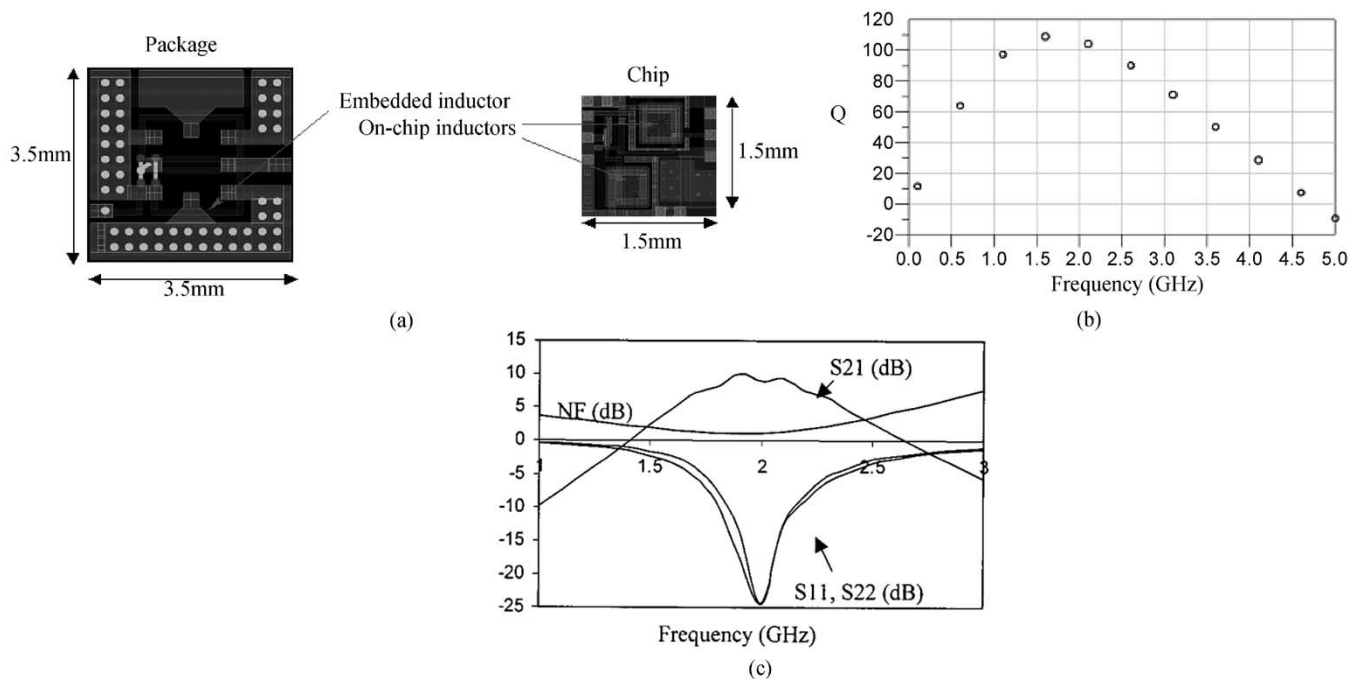 Package
3.5mm
3.5mm
Embedded inductor
On-chip inductors
Chip
1.5mm
1.5mm
(a)
120
100
80
60
40
20
0
-20
Q
0.0 0.5 1.0 1.5 2.0 2.5 3.0 3.5 4.0 4.5 5.0
Frequency (GHz)
(b)
15
10
5
0
-5
-10
-15
-20
-25
S21 (dB)
NF (dB)
1 1.5 2 2.5 3
S11, S22 (dB)
Frequency (GHz)
(c)